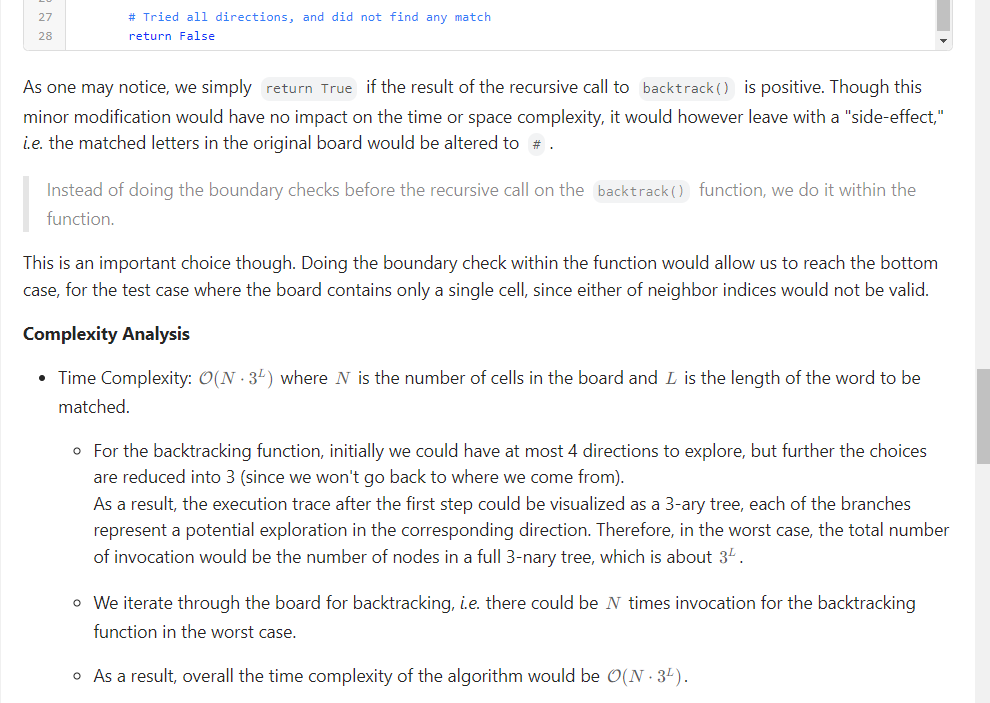 27 # Tried all directions, and did not find any match
28 return False
As one may notice, we simply return True if the result of the recursive call to backtrack() is positive. Though this
minor modification would have no impact on the time or space complexity, it would however leave with a "side-effect,"
i.e. the matched letters in the original board would be altered to # .
Instead of doing the boundary checks before the recursive call on the backtrack() function, we do it within the
function.
This is an important choice though. Doing the boundary check within the function would allow us to reach the bottom
case, for the test case where the board contains only a single cell, since either of neighbor indices would not be valid.
Complexity Analysis
• Time Complexity: O(N · 3^L) where N is the number of cells in the board and L is the length of the word to be
matched.
◦ For the backtracking function, initially we could have at most 4 directions to explore, but further the choices
are reduced into 3 (since we won't go back to where we come from).
As a result, the execution trace after the first step could be visualized as a 3-ary tree, each of the branches
represent a potential exploration in the corresponding direction. Therefore, in the worst case, the total number
of invocation would be the number of nodes in a full 3-nary tree, which is about 3^L.
◦ We iterate through the board for backtracking, i.e. there could be N times invocation for the backtracking
function in the worst case.
◦ As a result, overall the time complexity of the algorithm would be O(N · 3^L).